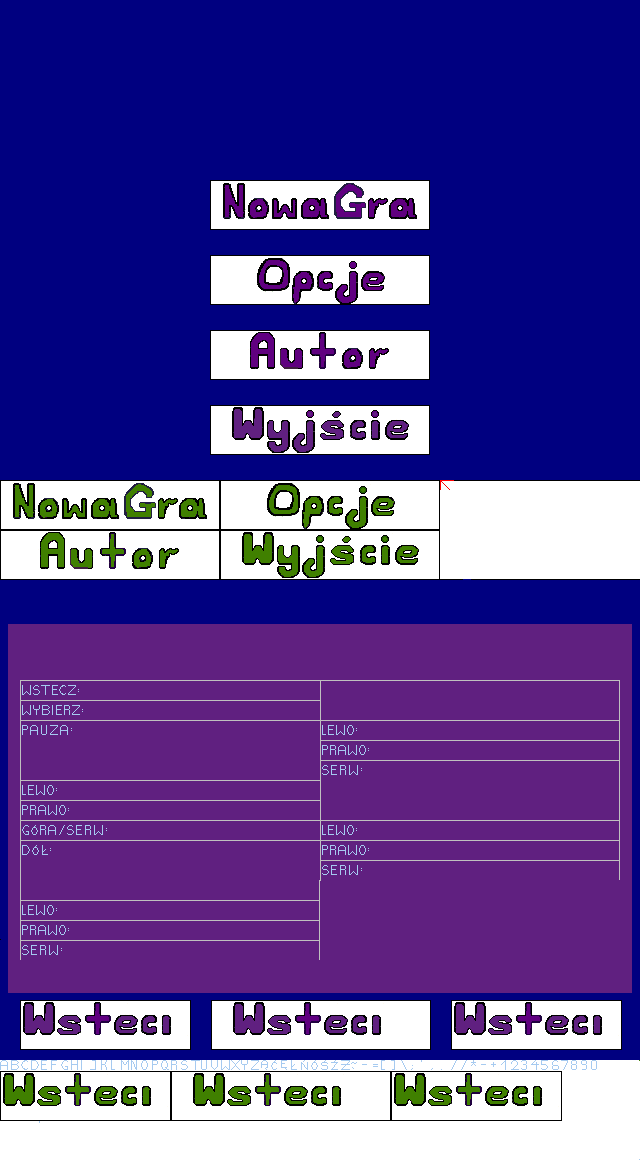 NowaGra
Opcje
Autor
Wyjście
NowaGra Opcje
Autor Wyjście
WSTECZ:
WYBIERZ:
PAUZA: LEWO:
PRAWO:
SERW:
LEWO:
PRAWO:
GÓRA/SERW: LEWO:
DÓŁ: PRAWO:
SERW:
LEWO:
PRAWO:
SERW:
Wsteci Wsteci Wsteci
Wsteci Wsteci Wsteci